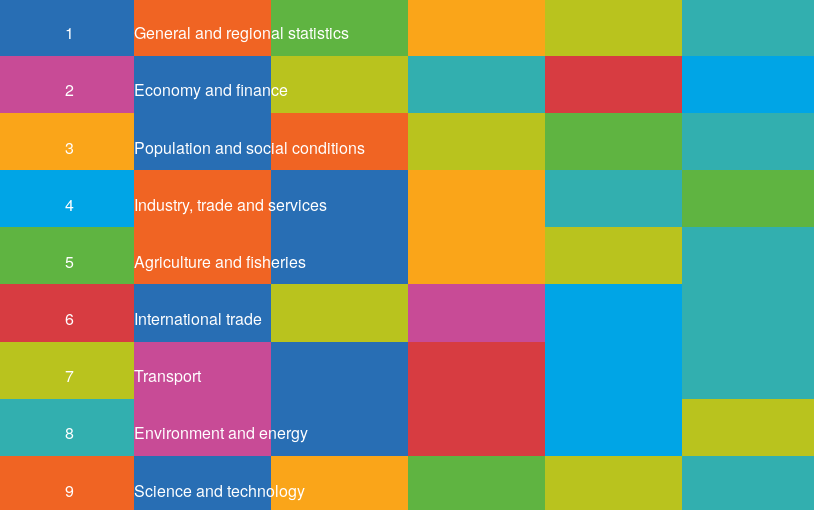 1 General and regional statistics
2 Economy and finance
3 Population and social conditions
4 Industry, trade and services
5 Agriculture and fisheries
6 International trade
7 Transport
8 Environment and energy
9 Science and technology